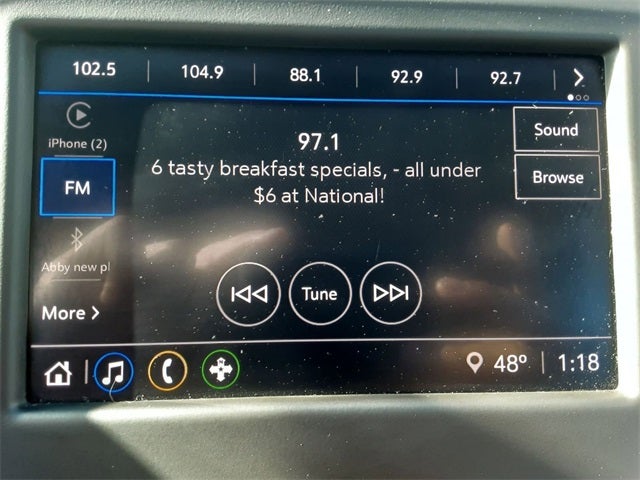 102.5 104.9 88.1 92.9 92.7
iPhone (2)
FM
Abby new pl
More
97.1
6 tasty breakfast specials, - all under
$6 at National!
Sound
Browse
Tune
48° 1:18